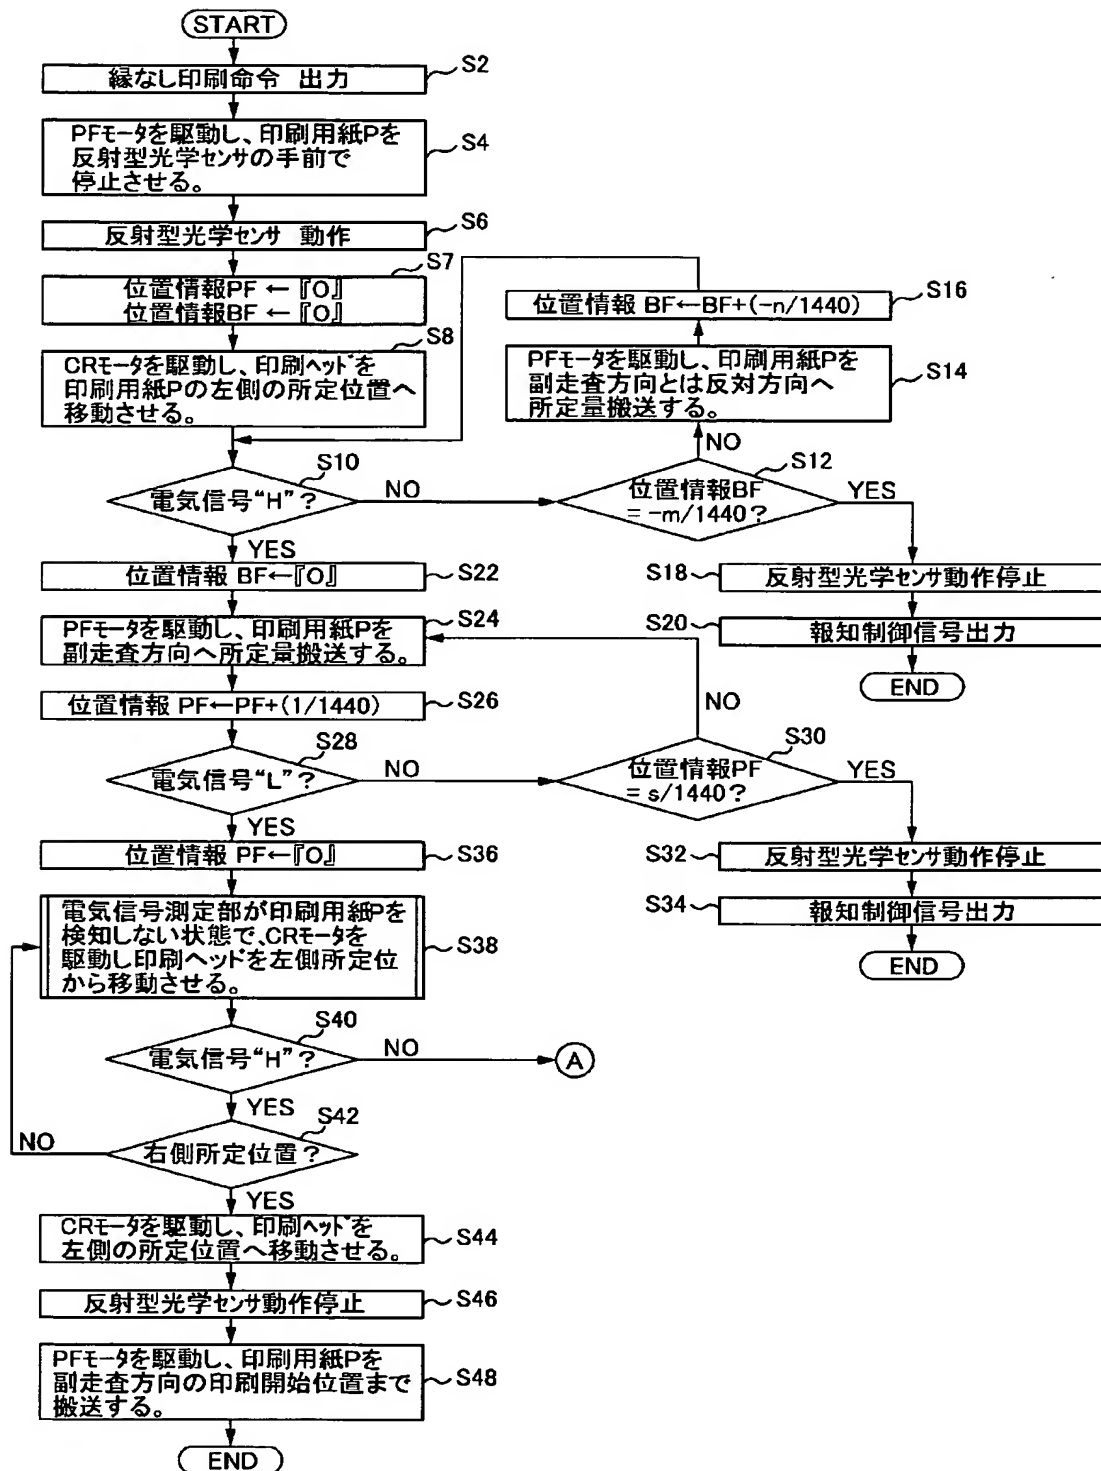 START
縁なし印刷命令 出力
S2
PFモータを駆動し、印刷用紙Pを
反射型光学センサの手前で
停止させる。
S4
反射型光学センサ 動作
S6
S7
位置情報PF ← 『O』
位置情報BF ← 『O』
S8
CRモータを駆動し、印刷ヘッドを
印刷用紙Pの左側の所定位置へ
移動させる。
位置情報 BF←BF+(-n/1440)
S16
PFモータを駆動し、印刷用紙Pを
副走査方向とは反対方向へ
所定量搬送する。
S14
NO
S10
電気信号“H”?
NO
S12
位置情報BF
= -m/1440?
YES
YES
位置情報 BF←『O』
S22
S18
反射型光学センサ動作停止
S20
報知制御信号出力
END
S24
PFモータを駆動し、印刷用紙Pを
副走査方向へ所定量搬送する。
位置情報 PF←PF+(1/1440)
S26
NO
S28
電気信号“L”?
NO
S30
位置情報PF
= s/1440?
YES
YES
位置情報 PF←『O』
S36
S32
反射型光学センサ動作停止
S34
報知制御信号出力
END
電気信号測定部が印刷用紙Pを
検知しない状態で、CRモータを
駆動し印刷ヘッドを左側所定位
から移動させる。
S38
S40
電気信号“H”?
NO
A
YES
S42
右側所定位置?
NO
YES
CRモータを駆動し、印刷ヘッドを
左側の所定位置へ移動させる。
S44
反射型光学センサ動作停止
S46
PFモータを駆動し、印刷用紙Pを
副走査方向の印刷開始位置まで
搬送する。
S48
END